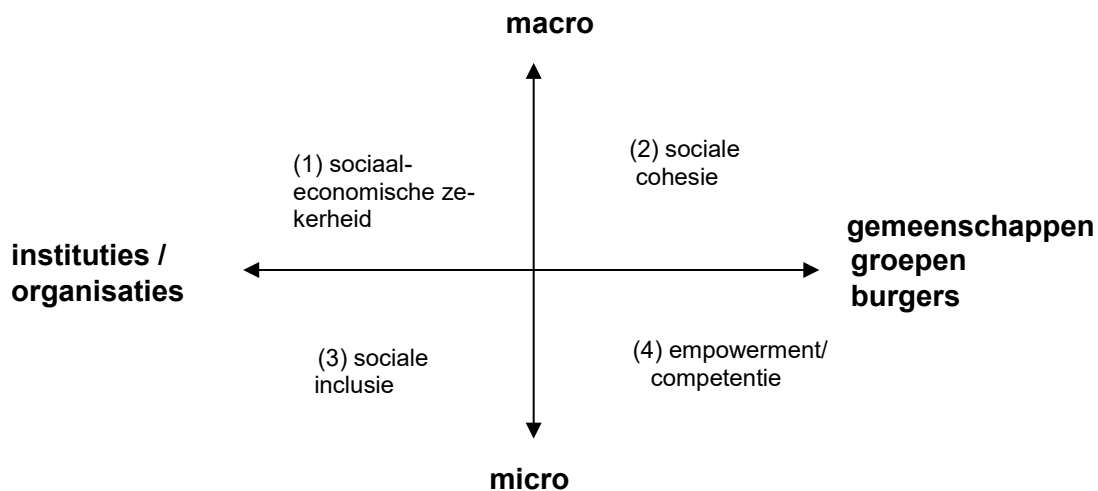 macro
(1) sociaal-
economische ze-
kerheid
(2) sociale
cohesie
instituties /
organisaties
gemeenschappen
groepen
burgers
(3) sociale
inclusie
(4) empowerment/
competentie
micro